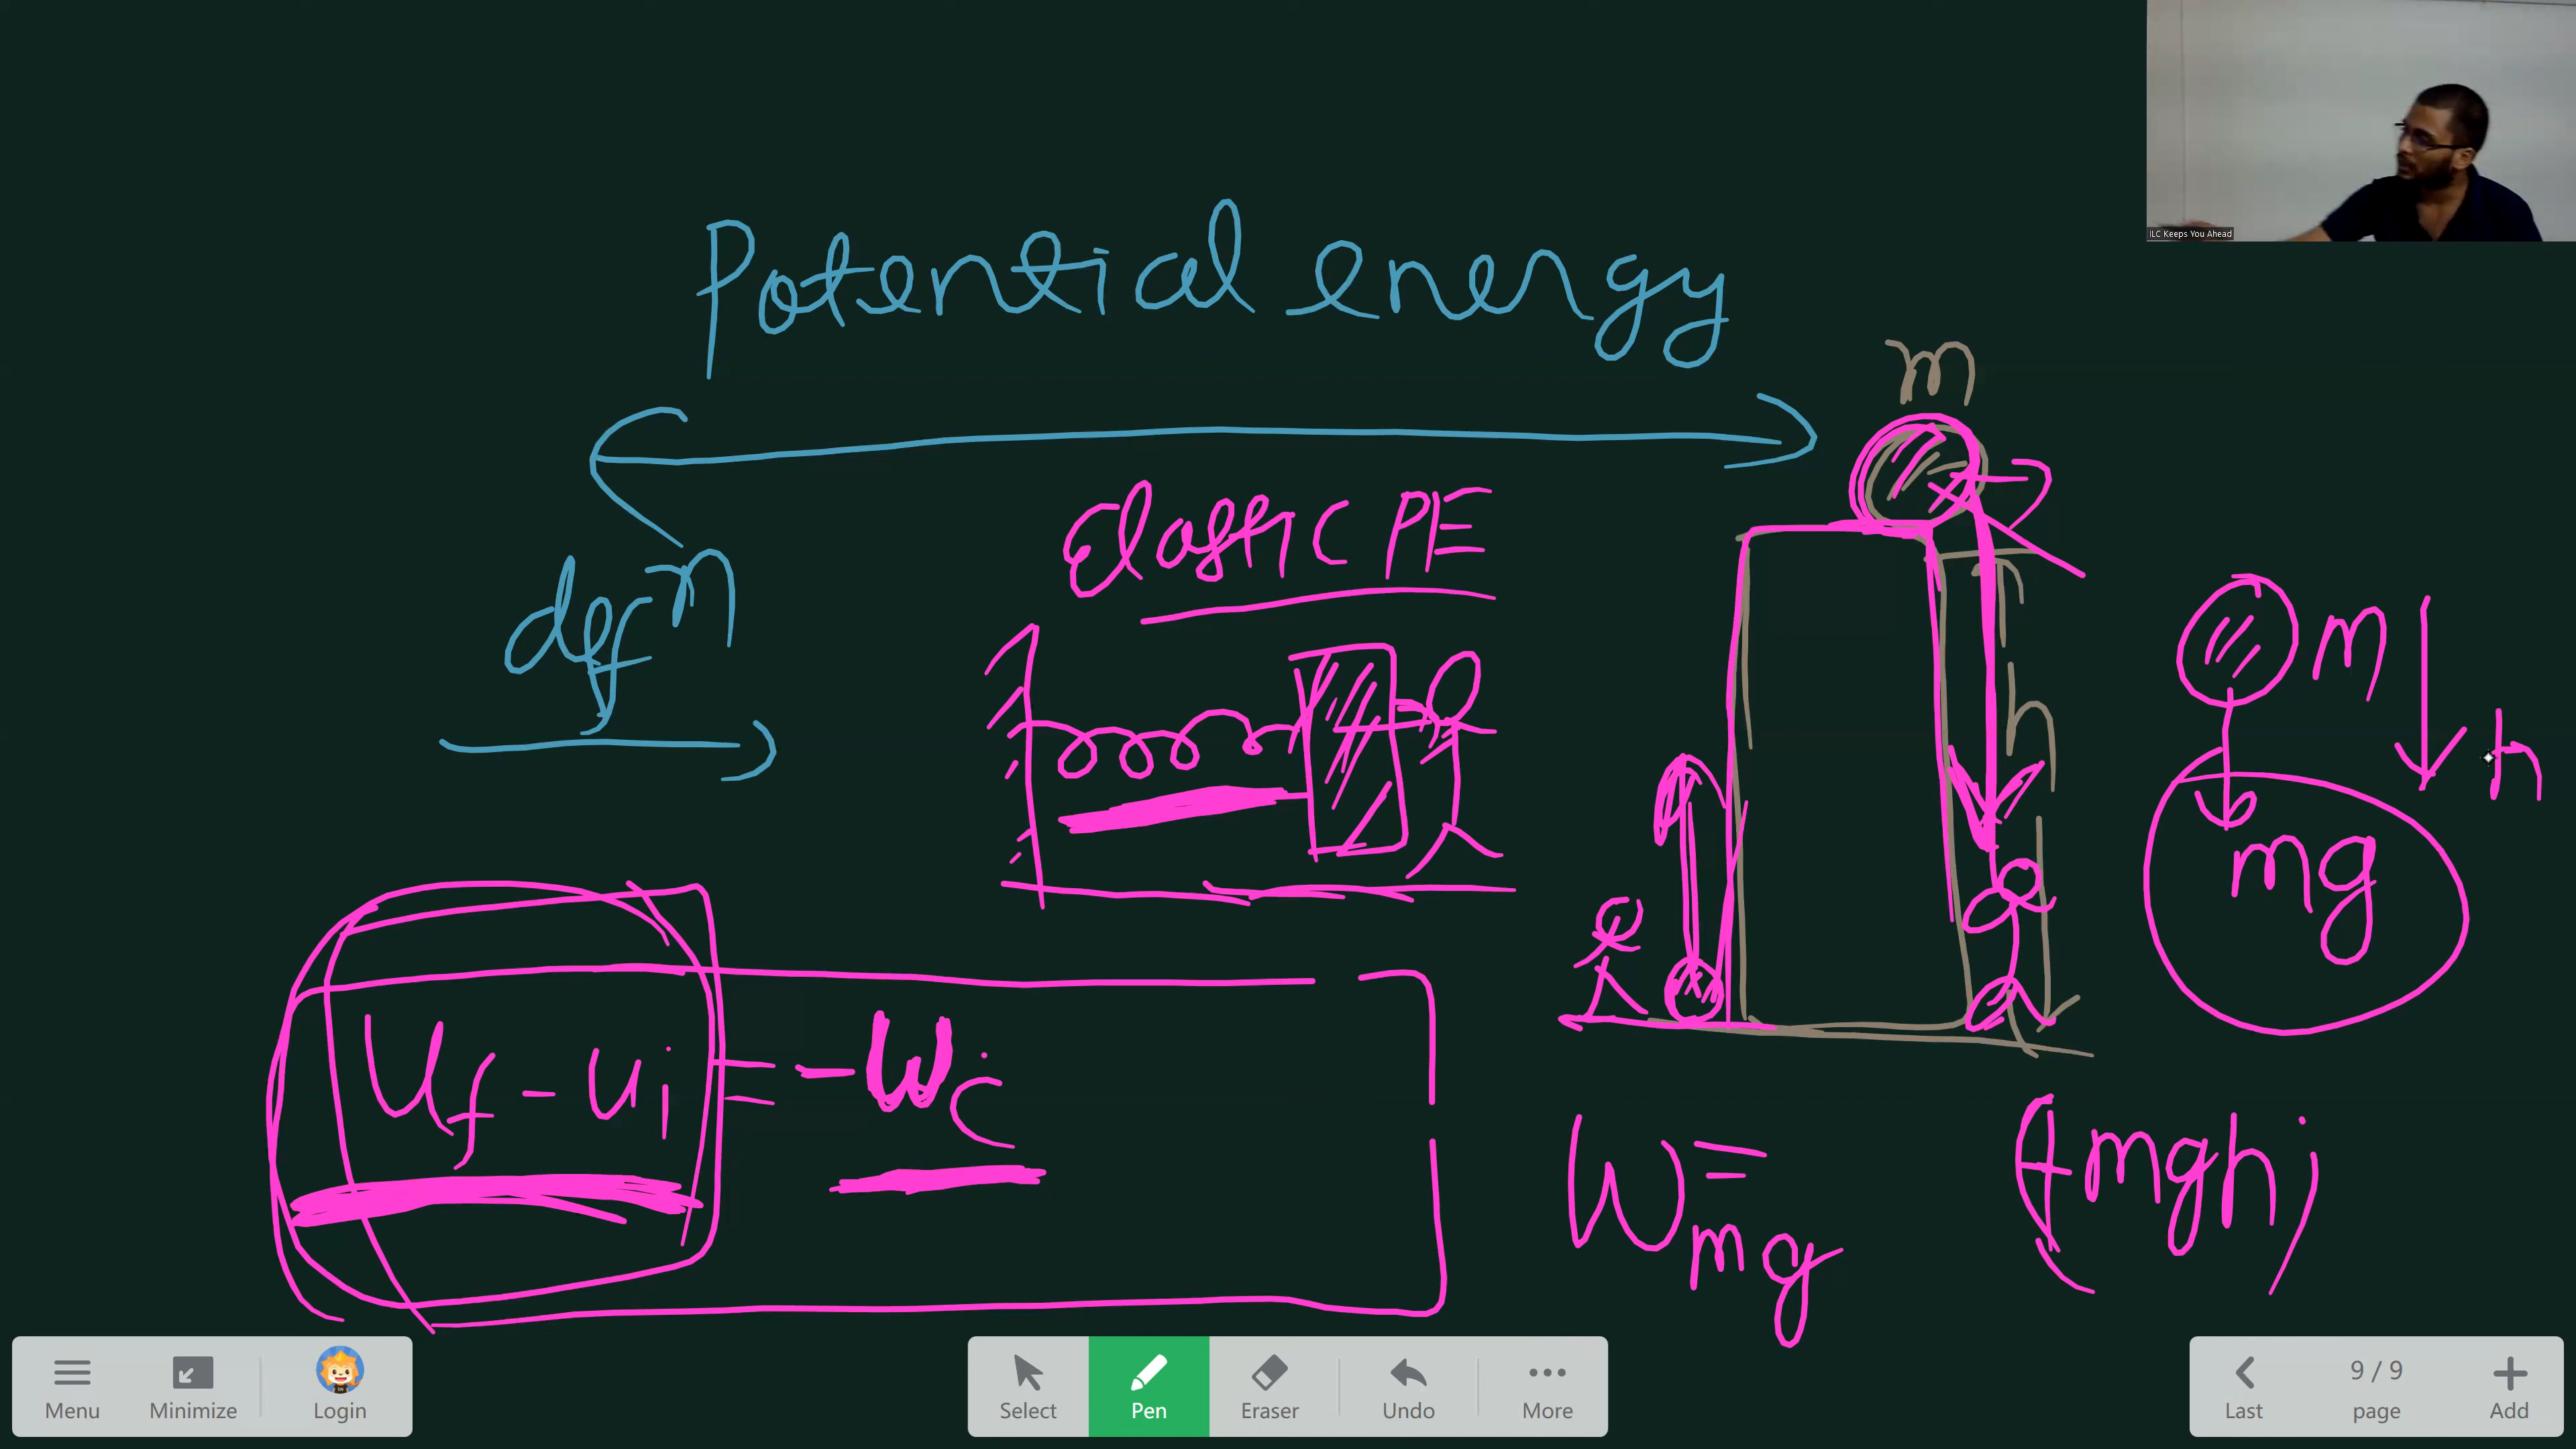 ILC Keeps You Ahead
Potential energy
m
Elastic PE
defn
m
h
h
mg
Uf - Ui = -Wc
Wmg = (+mgh)
Menu
Minimize
Login
Select
Pen
Eraser
Undo
More
Last
9 / 9
page
Add